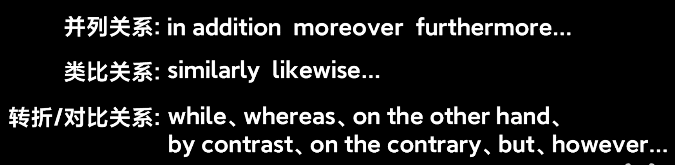 并列关系: in addition moreover furthermore...
类比关系: similarly likewise...
转折/对比关系: while、whereas、on the other hand、
by contrast、on the contrary、but、however...